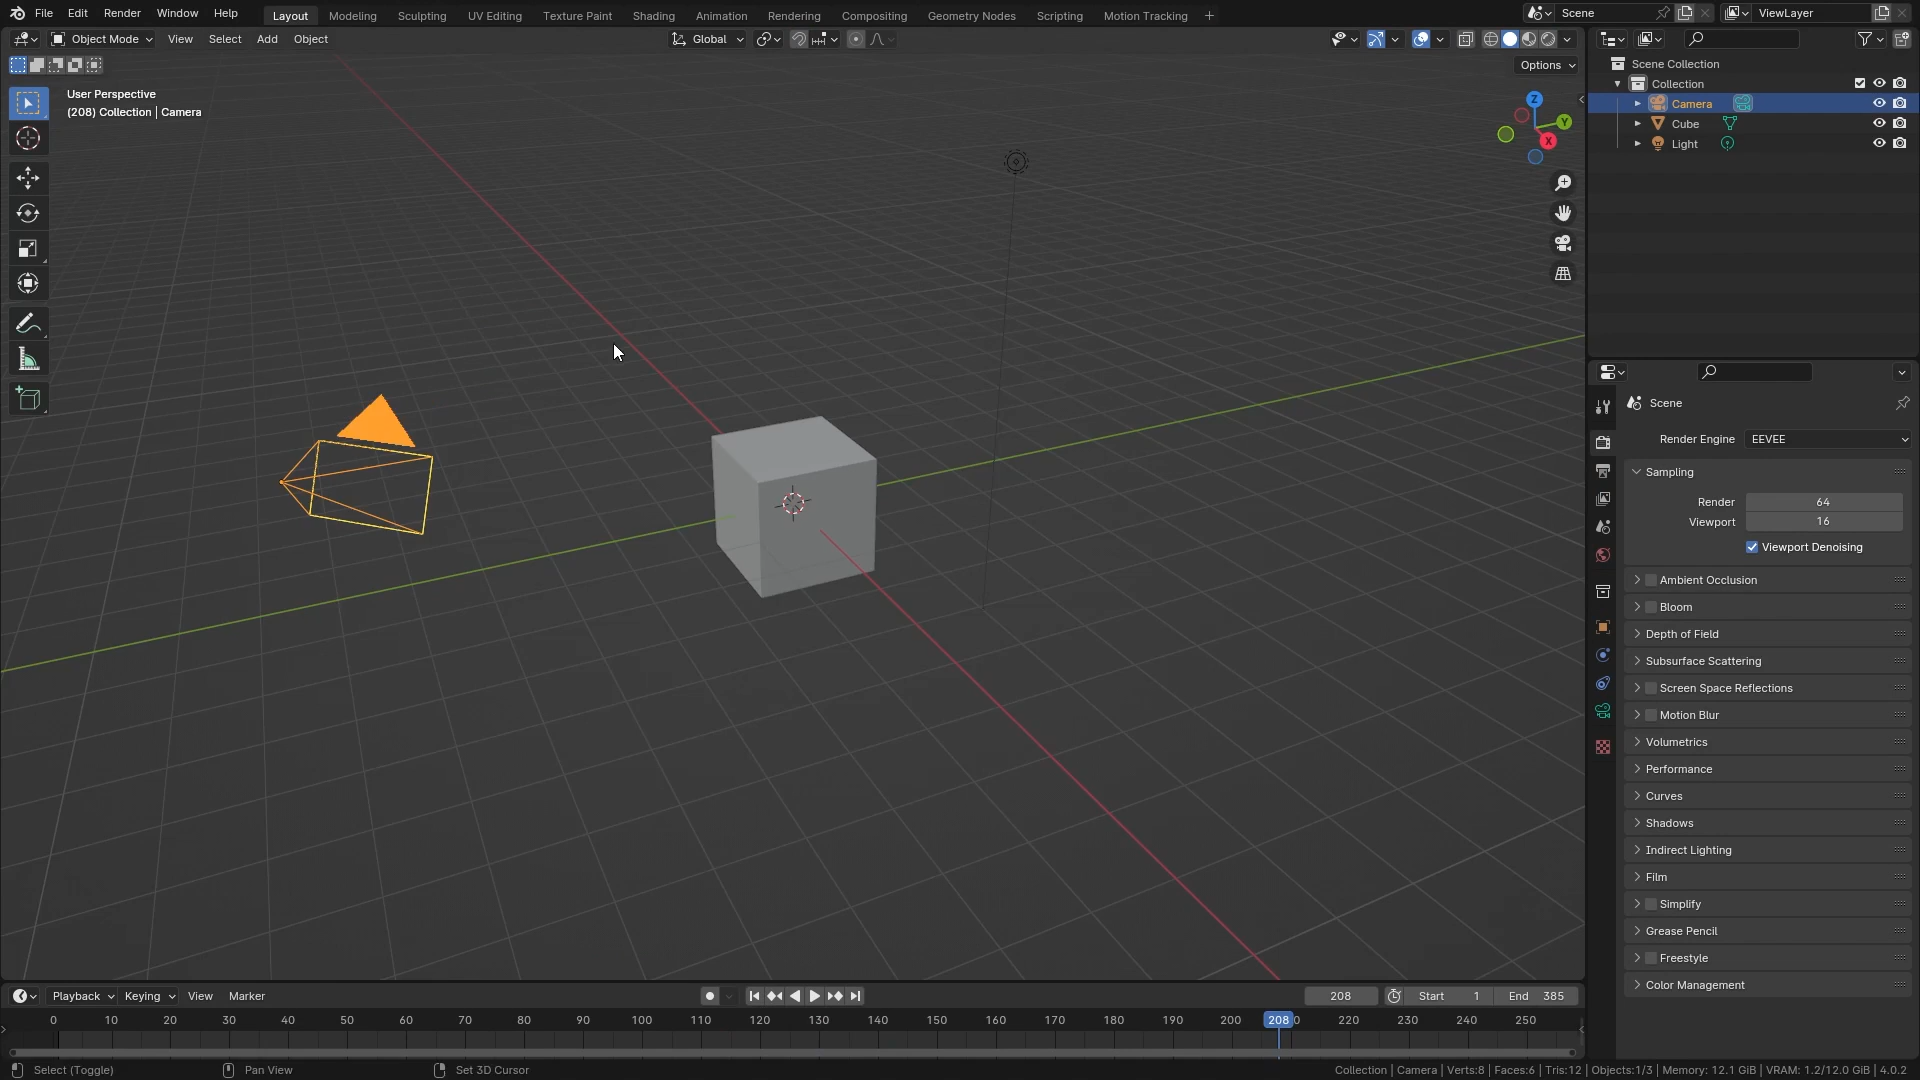 File Edit Render Window Help Layout Modeling Sculpting UV Editing Texture Paint Shading Animation Rendering Compositing Geometry Nodes Scripting Motion Tracking + Scene ViewLayer
Object Mode View Select Add Object Global
Options
User Perspective
(208) Collection | Camera
Z
Y
X
Scene Collection
Collection
Camera
Cube
Light
Scene
Render Engine EEVEE
Sampling
Render 64
Viewport 16
Viewport Denoising
Ambient Occlusion
Bloom
Depth of Field
Subsurface Scattering
Screen Space Reflections
Motion Blur
Volumetrics
Performance
Curves
Shadows
Indirect Lighting
Film
Simplify
Grease Pencil
Freestyle
Color Management
Playback Keying View Marker 208 Start 1 End 385
0 10 20 30 40 50 60 70 80 90 100 110 120 130 140 150 160 170 180 190 200 208 0 220 230 240 250
Select (Toggle) Pan View Set 3D Cursor Collection | Camera | Verts:8 | Faces:6 | Tris:12 | Objects:1/3 | Memory: 12.1 GiB | VRAM: 1.2/12.0 GiB | 4.0.2